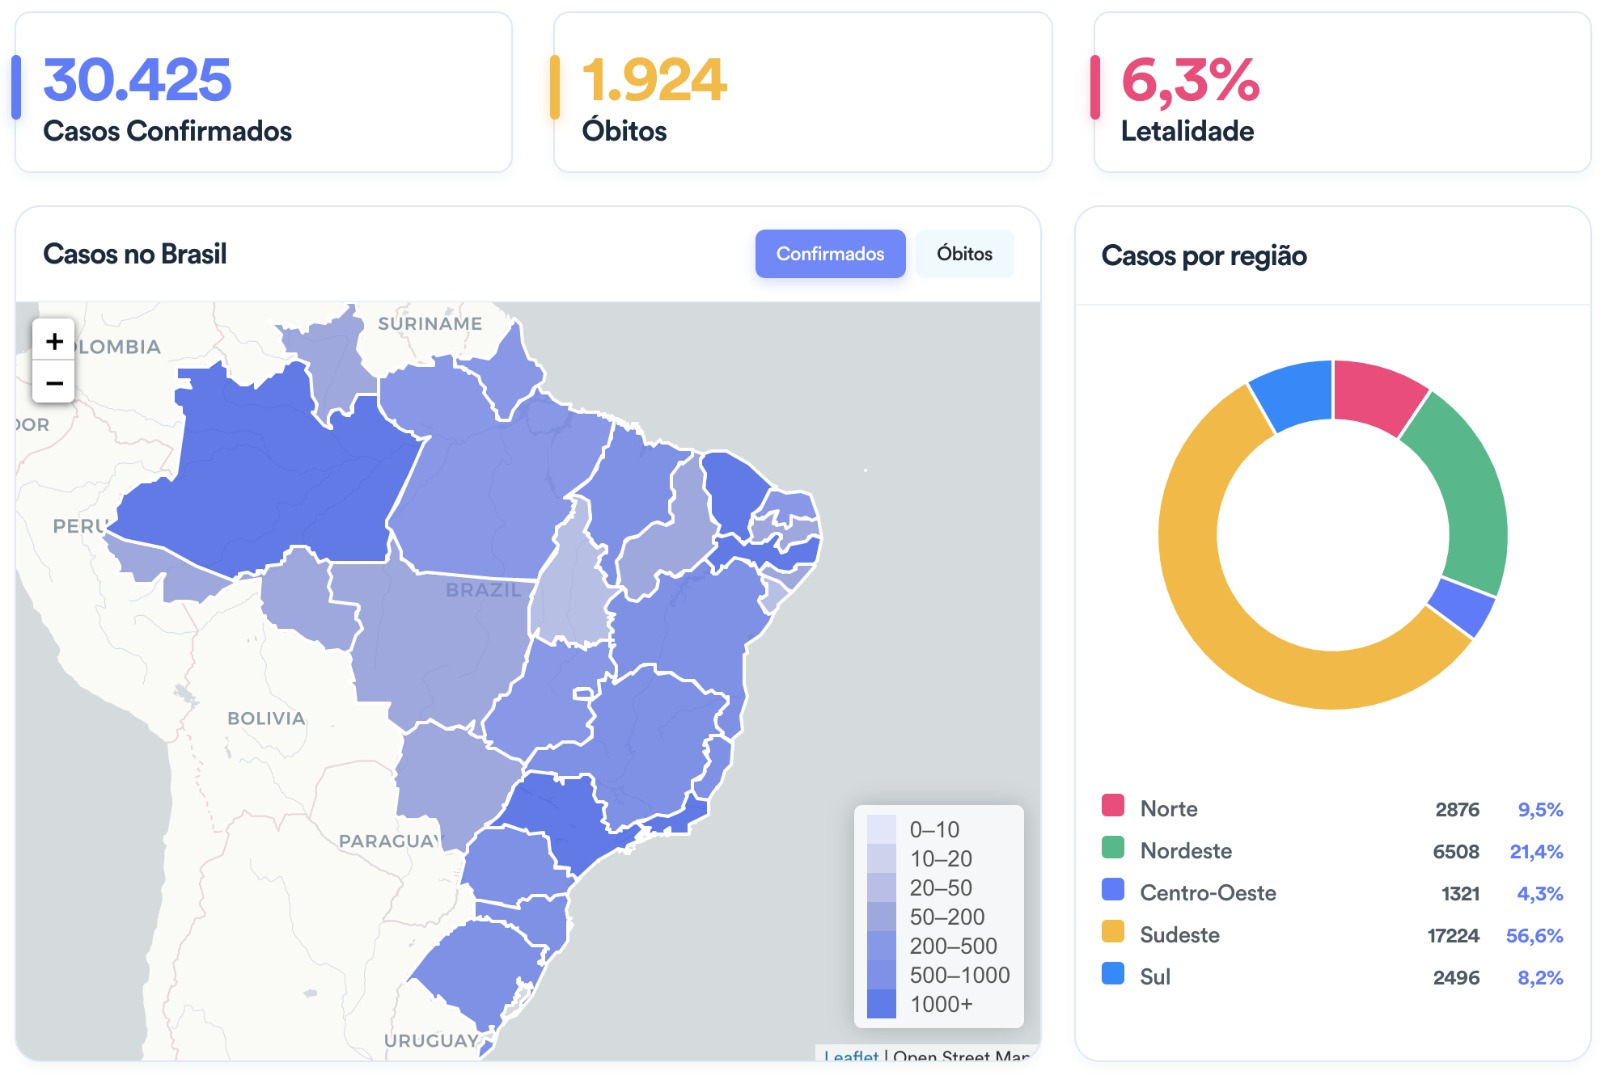 30.425
Casos Confirmados
1.924
Óbitos
6,3%
Letalidade
Casos no Brasil
Confirmados
Óbitos
+
−
SURINAME
OLOMBIA
DOR
PERU
BRAZIL
BOLIVIA
PARAGUAY
URUGUAY
0–10
10–20
20–50
50–200
200–500
500–1000
1000+
Leaflet | Open Street Map
Casos por região
Norte 2876 9,5%
Nordeste 6508 21,4%
Centro-Oeste 1321 4,3%
Sudeste 17224 56,6%
Sul 2496 8,2%